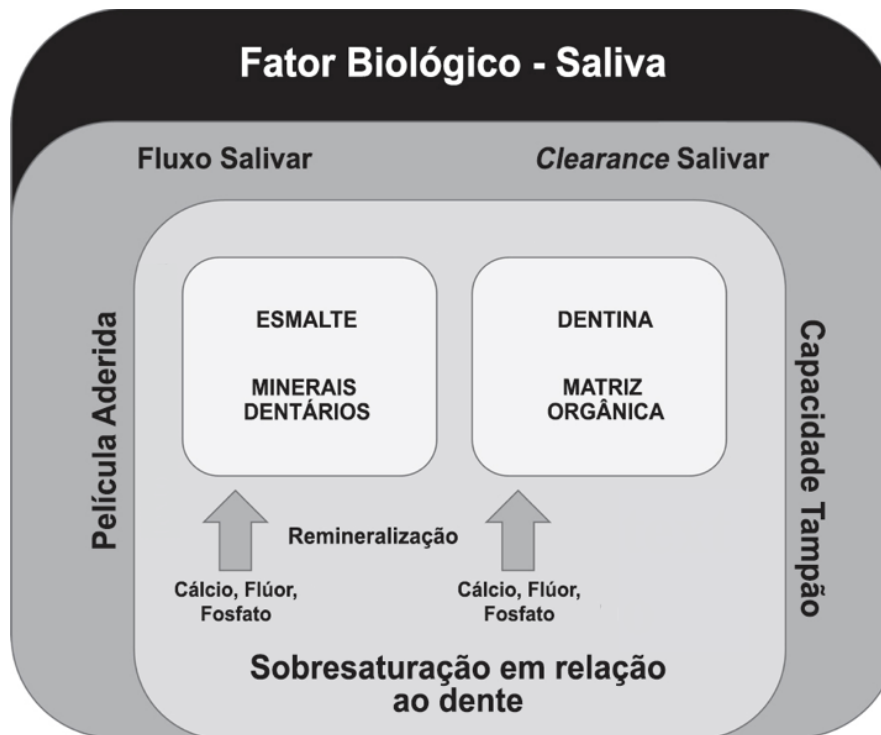 Fator Biológico - Saliva
Fluxo Salivar
Clearance Salivar
Película Aderida
ESMALTE
MINERAIS
DENTÁRIOS
DENTINA
MATRIZ
ORGÂNICA
Capacidade Tampão
Remineralização
Cálcio, Flúor,
Fosfato
Cálcio, Flúor,
Fosfato
Sobresaturação em relação
ao dente